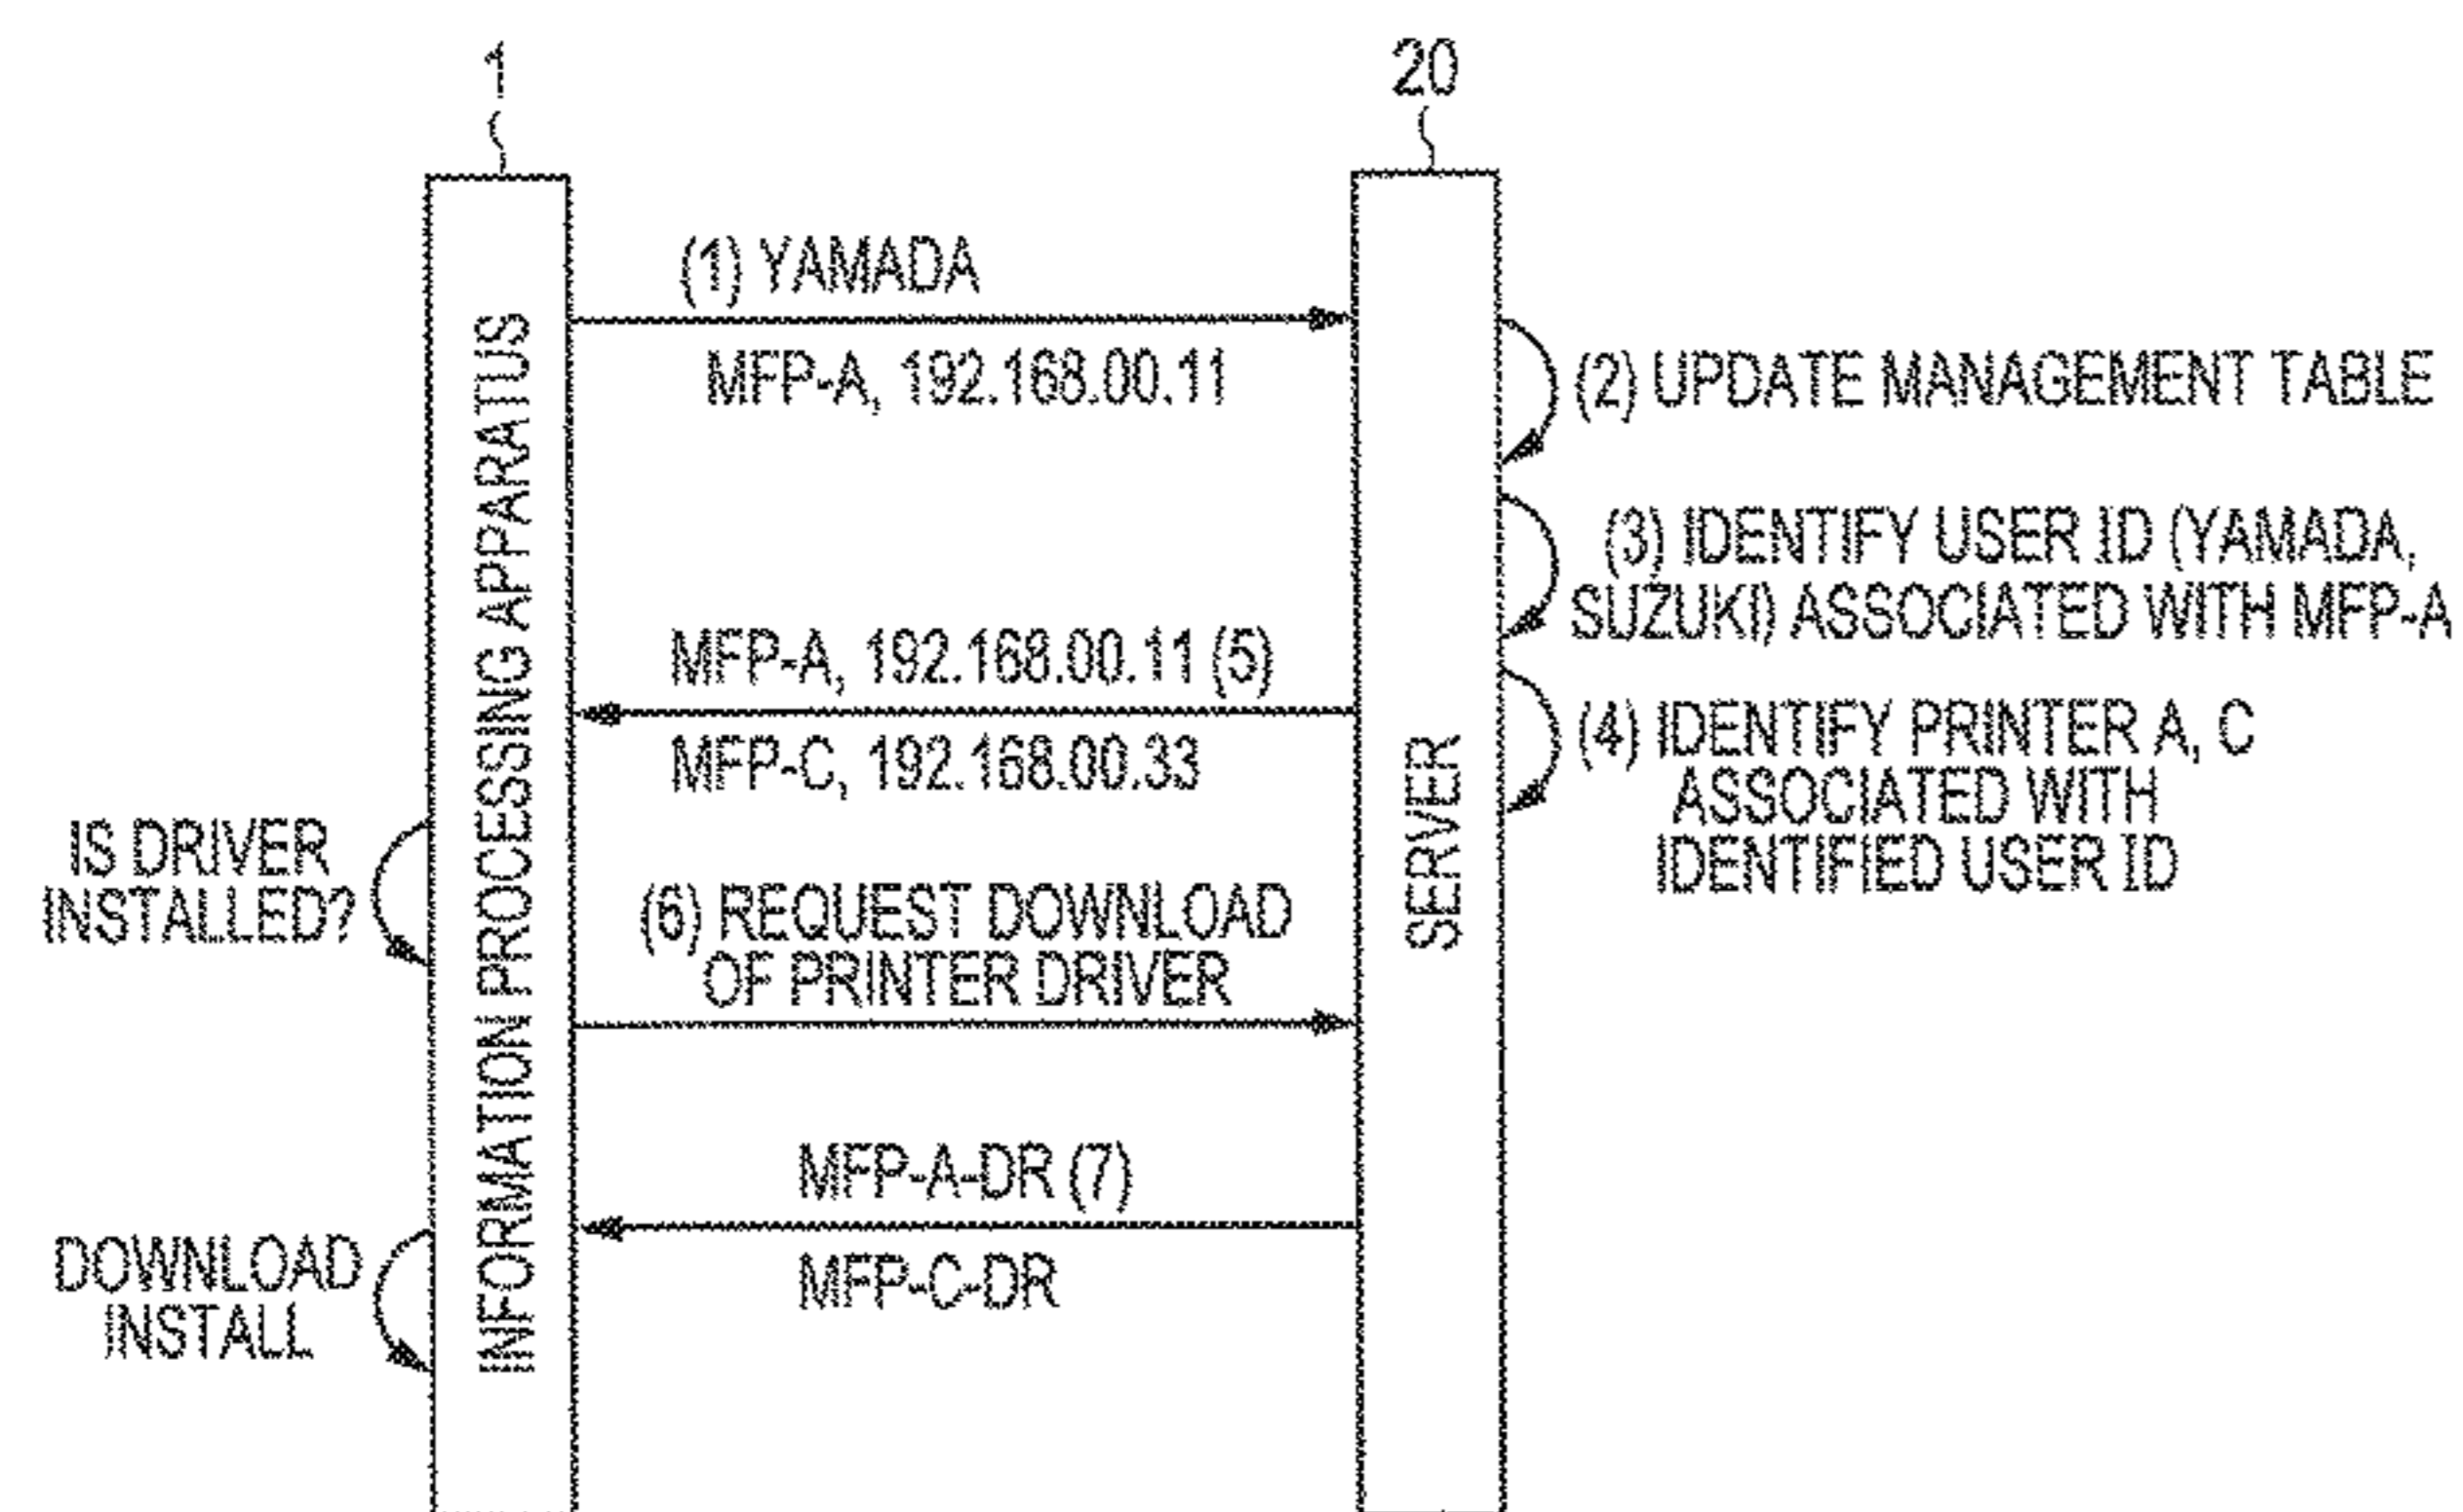 1
20
(1) YAMADA
MFP-A, 192.168.00.11
(2) UPDATE MANAGEMENT TABLE
(3) IDENTIFY USER ID (YAMADA,
SUZUKI) ASSOCIATED WITH MFP-A
MFP-A, 192.168.00.11 (5)
MFP-C, 192.168.00.33
(4) IDENTIFY PRINTER A, C
ASSOCIATED WITH
IDENTIFIED USER ID
INFORMATION PROCESSING APPARATUS
SERVER
IS DRIVER
INSTALLED?
(6) REQUEST DOWNLOAD
OF PRINTER DRIVER
MFP-A-DR (7)
MFP-C-DR
DOWNLOAD
INSTALL